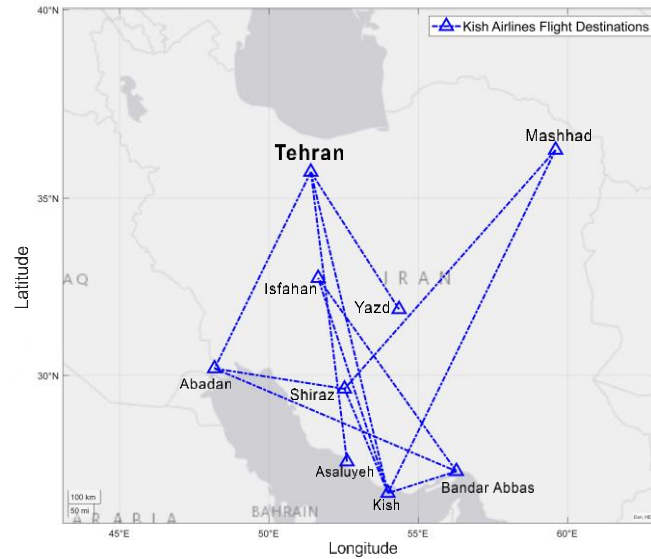 40°N
Kish Airlines Flight Destinations
Mashhad
Tehran
35°N
Latitude
AQ
Isfahan
IRAN
Yazd
30°N
Abadan
Shiraz
Asaluyeh
Kish
Bandar Abbas
100 km
50 mi
ARABIA
BAHRAIN
45°E
50°E
55°E
60°E
Longitude